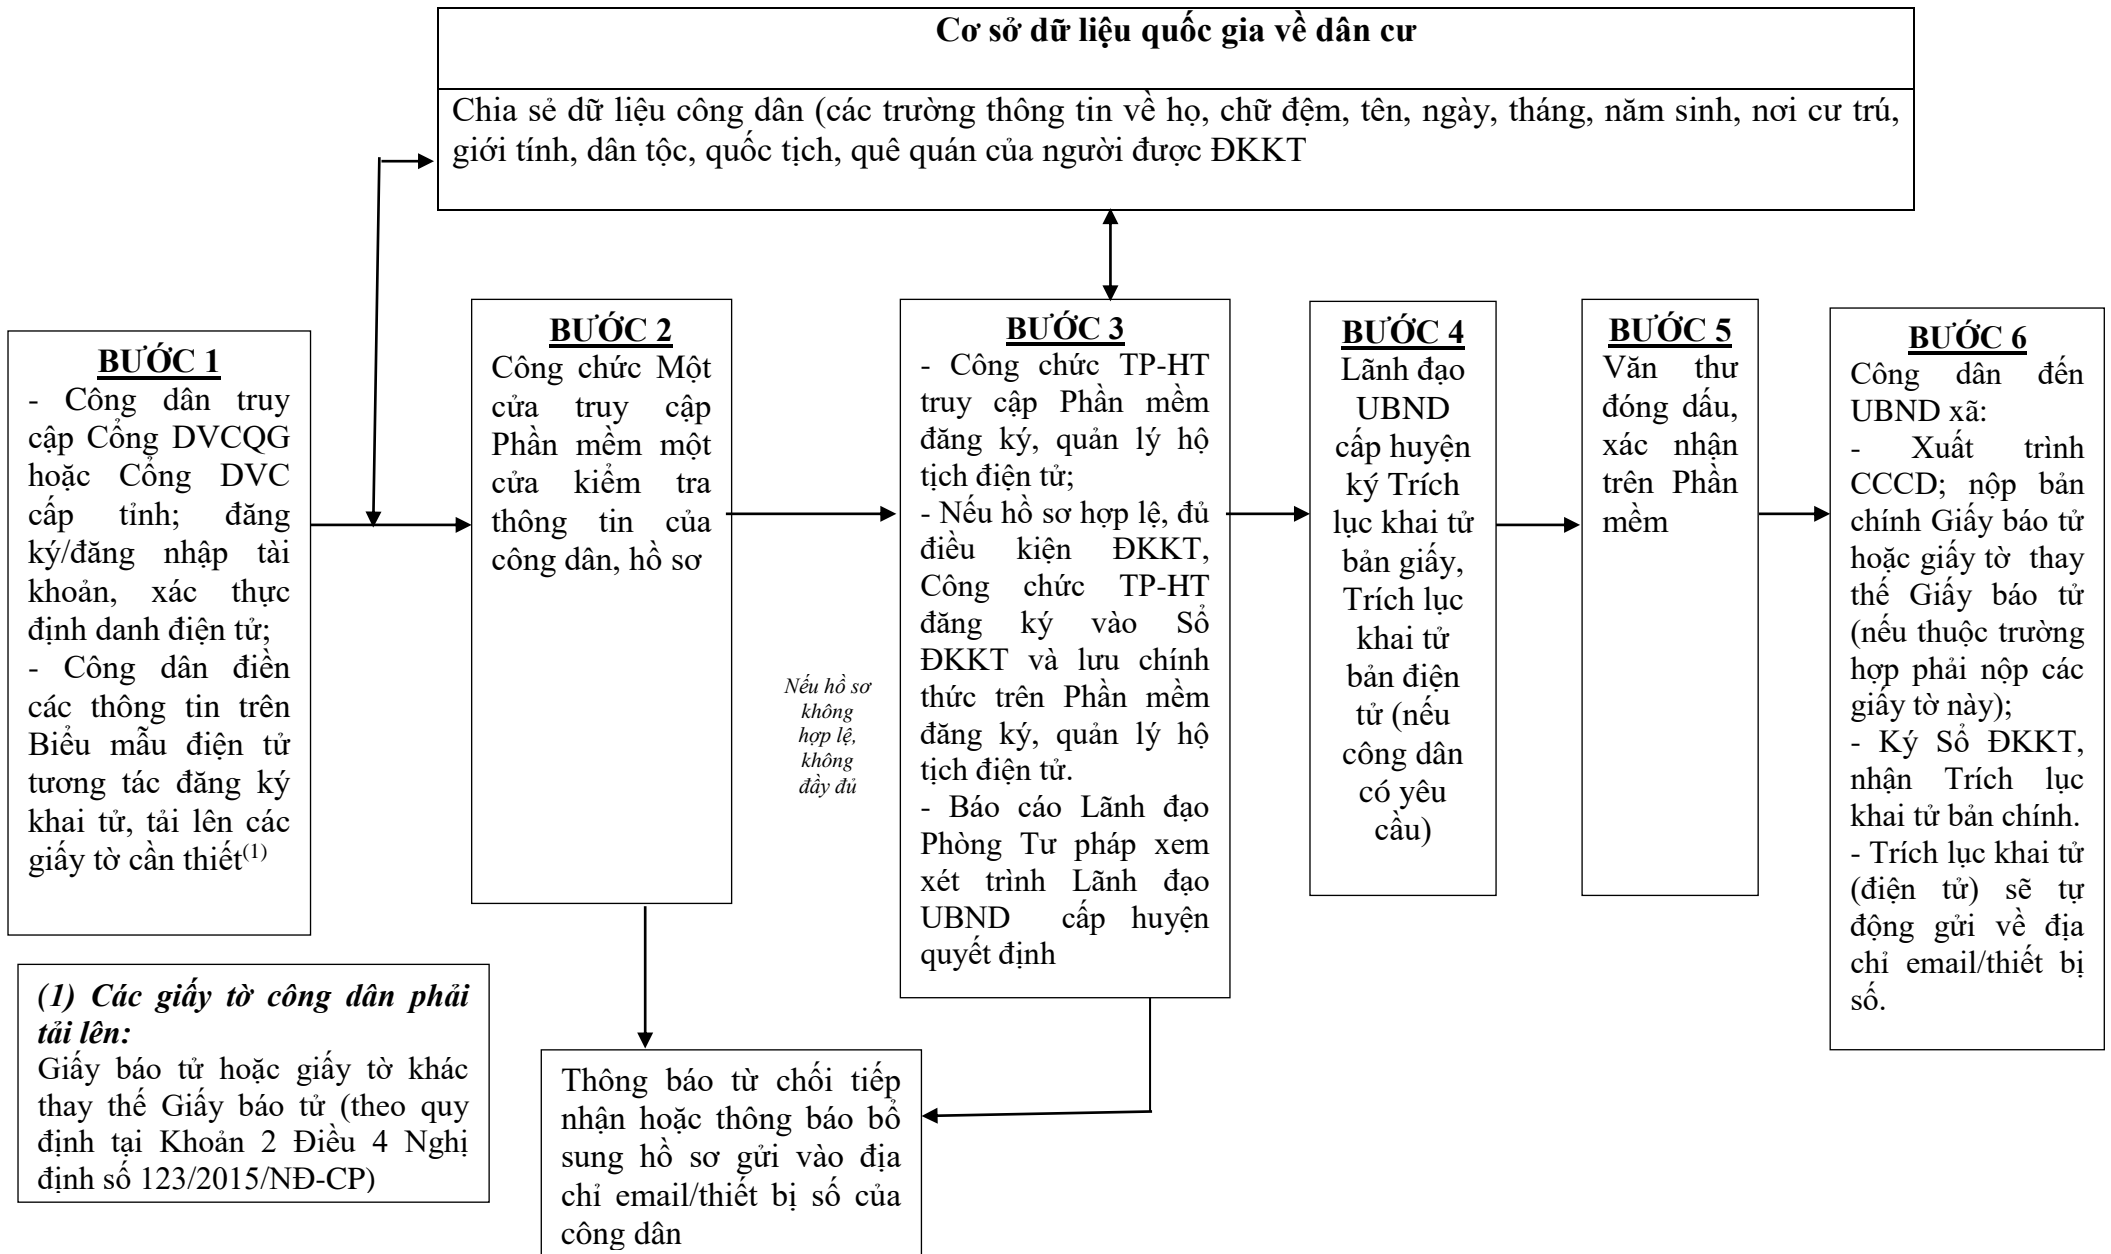 Cơ sở dữ liệu quốc gia về dân cư
Chia sẻ dữ liệu công dân (các trường thông tin về họ, chữ đệm, tên, ngày, tháng, năm sinh, nơi cư trú,
giới tính, dân tộc, quốc tịch, quê quán của người được ĐKKT
BƯỚC 1
- Công dân truy
cập Cổng DVCQG
hoặc Cổng DVC
cấp tỉnh; đăng
ký/đăng nhập tài
khoản, xác thực
định danh điện tử;
- Công dân điền
các thông tin trên
Biểu mẫu điện tử
tương tác đăng ký
khai tử, tải lên các
giấy tờ cần thiết(1)
BƯỚC 2
Công chức Một
cửa truy cập
Phần mềm một
cửa kiểm tra
thông tin của
công dân, hồ sơ
Nếu hồ sơ
không
hợp lệ,
không
đầy đủ
BƯỚC 3
- Công chức TP-HT
truy cập Phần mềm
đăng ký, quản lý hộ
tịch điện tử;
- Nếu hồ sơ hợp lệ, đủ
điều kiện ĐKKT,
Công chức TP-HT
đăng ký vào Sổ
ĐKKT và lưu chính
thức trên Phần mềm
đăng ký, quản lý hộ
tịch điện tử.
- Báo cáo Lãnh đạo
Phòng Tư pháp xem
xét trình Lãnh đạo
UBND cấp huyện
quyết định
BƯỚC 4
Lãnh đạo
UBND
cấp huyện
ký Trích
lục khai tử
bản giấy,
Trích lục
khai tử
bản điện
tử (nếu
công dân
có yêu
cầu)
BƯỚC 5
Văn thư
đóng dấu,
xác nhận
trên Phần
mềm
BƯỚC 6
Công dân đến
UBND xã:
- Xuất trình
CCCD; nộp bản
chính Giấy báo tử
hoặc giấy tờ thay
thế Giấy báo tử
(nếu thuộc trường
hợp phải nộp các
giấy tờ này);
- Ký Sổ ĐKKT,
nhận Trích lục
khai tử bản chính.
- Trích lục khai tử
(điện tử) sẽ tự
động gửi về địa
chỉ email/thiết bị
số.
(1) Các giấy tờ công dân phải
tải lên:
Giấy báo tử hoặc giấy tờ khác
thay thế Giấy báo tử (theo quy
định tại Khoản 2 Điều 4 Nghị
định số 123/2015/NĐ-CP)
Thông báo từ chối tiếp
nhận hoặc thông báo bổ
sung hồ sơ gửi vào địa
chỉ email/thiết bị số của
công dân